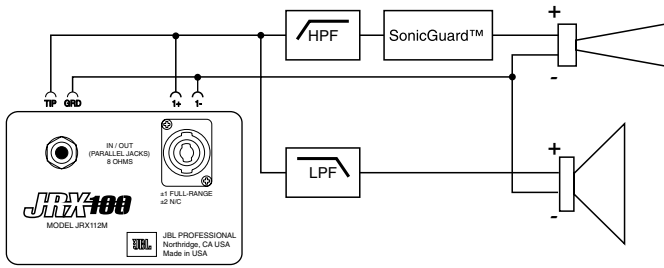 +
HPF
SonicGuard™
-
TIP GRD 1+ 1-
IN / OUT
(PARALLEL JACKS)
8 OHMS
+
LPF
-
±1 FULL-RANGE
±2 N/C
JRX100
MODEL JRX112M
JBL
JBL PROFESSIONAL
Northridge, CA USA
Made in USA